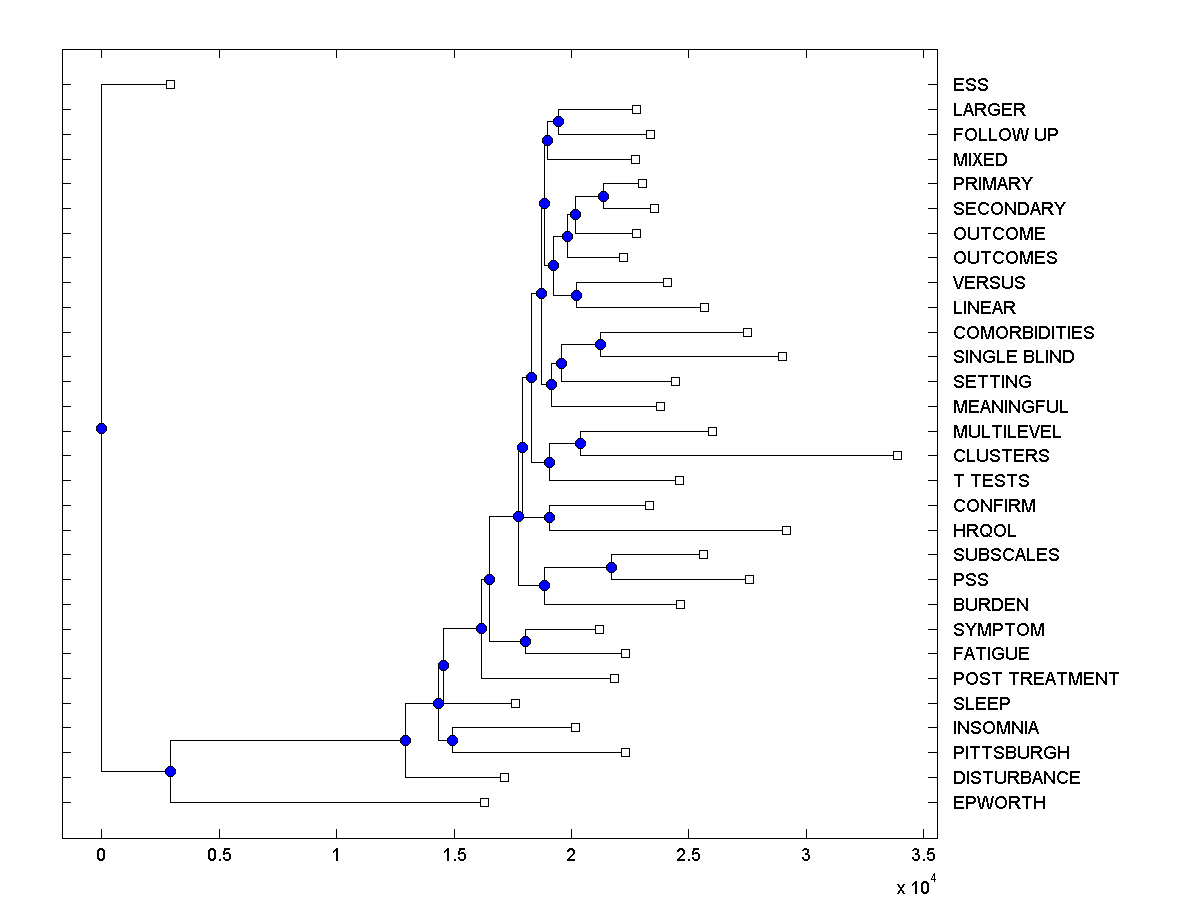 ESS
LARGER
FOLLOW UP
MIXED
PRIMARY
SECONDARY
OUTCOME
OUTCOMES
VERSUS
LINEAR
COMORBIDITIES
SINGLE BLIND
SETTING
MEANINGFUL
MULTILEVEL
CLUSTERS
T TESTS
CONFIRM
HRQOL
SUBSCALES
PSS
BURDEN
SYMPTOM
FATIGUE
POST TREATMENT
SLEEP
INSOMNIA
PITTSBURGH
DISTURBANCE
EPWORTH
0 0.5 1 1.5 2 2.5 3 3.5
x 10^4